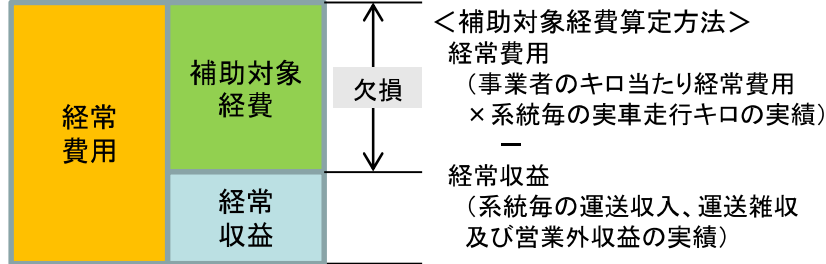 経常
費用
補助対象
経費
経常
収益
欠損
＜補助対象経費算定方法＞
経常費用
（事業者のキロ当たり経常費用
×系統毎の実車走行キロの実績）
ー
経常収益
（系統毎の運送収入、運送雑収
及び営業外収益の実績）